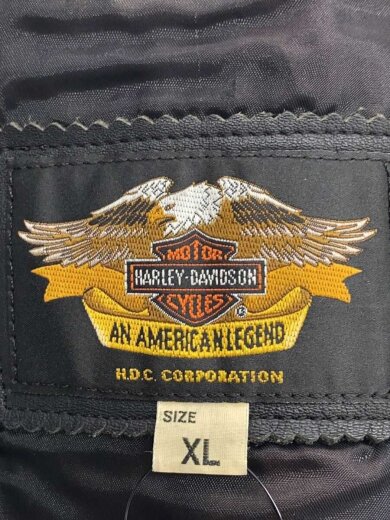 MOTOR
HARLEY-DAVIDSON
CYCLES
®
AN AMERICAN LEGEND
H.D.C. CORPORATION
SIZE
XL